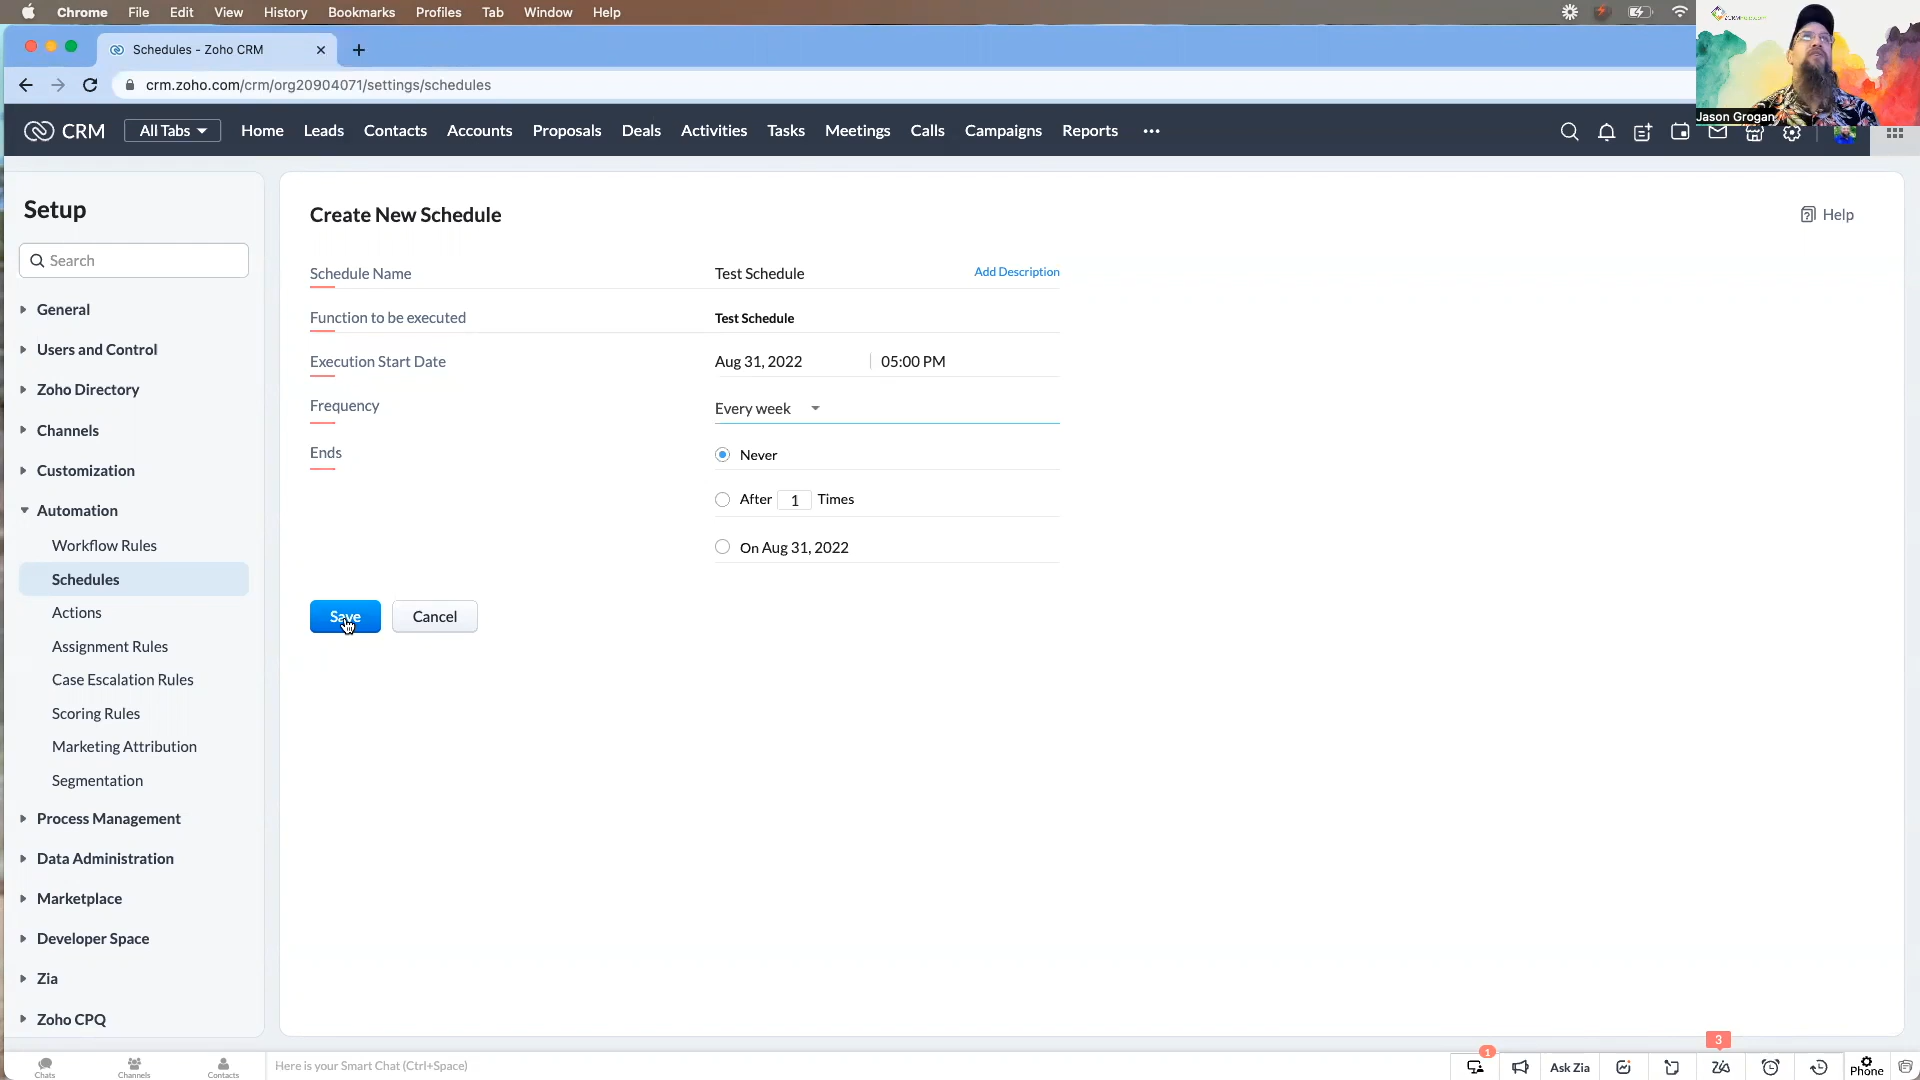 Chrome File Edit View History Bookmarks Profiles Tab Window Help
Schedules - Zoho CRM
crm.zoho.com/crm/org20904071/settings/schedules
Jason Grogan
CRM All Tabs Home Leads Contacts Accounts Proposals Deals Activities Tasks Meetings Calls Campaigns Reports
Setup
Search
General
Users and Control
Zoho Directory
Channels
Customization
Automation
Workflow Rules
Schedules
Actions
Assignment Rules
Case Escalation Rules
Scoring Rules
Marketing Attribution
Segmentation
Process Management
Data Administration
Marketplace
Developer Space
Zia
Zoho CPQ
Create New Schedule
Help
Schedule Name Test Schedule Add Description
Function to be executed Test Schedule
Execution Start Date Aug 31, 2022 05:00 PM
Frequency Every week
Ends Never
After 1 Times
On Aug 31, 2022
Save Cancel
Chats Channels Contacts
Here is your Smart Chat (Ctrl+Space)
1
Ask Zia
3
Phone